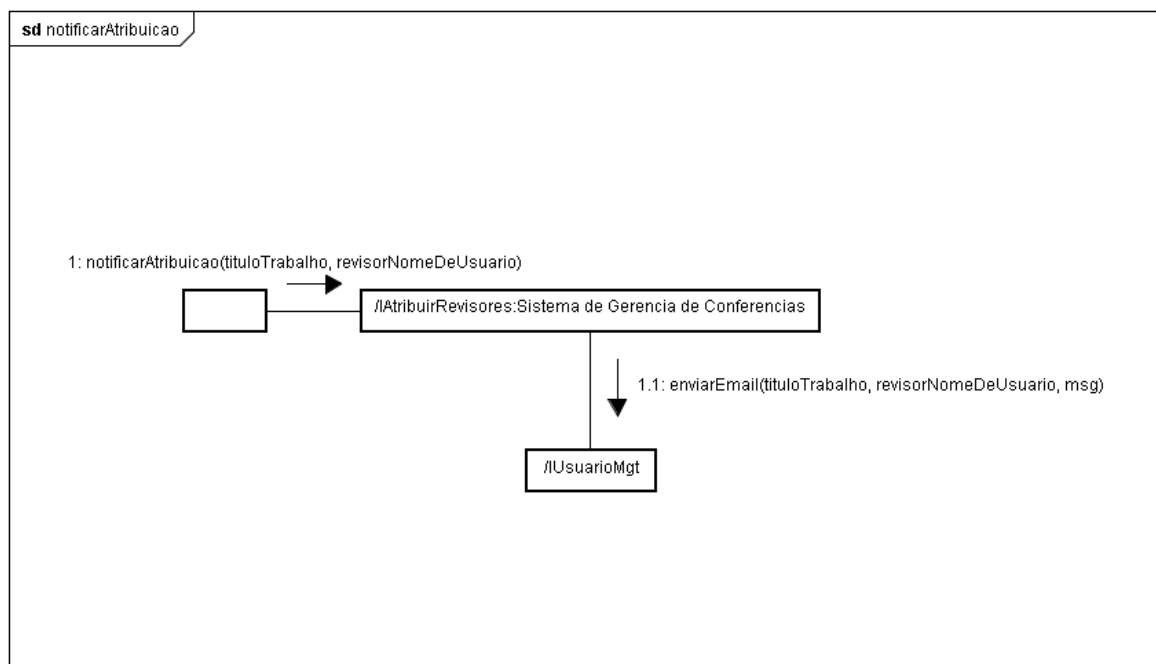 sd notificarAtribuicao
1: notificarAtribuicao(tituloTrabalho, revisorNomeDeUsuario)
/IAtribuirRevisores:Sistema de Gerencia de Conferencias
1.1: enviarEmail(tituloTrabalho, revisorNomeDeUsuario, msg)
/IUsuarioMgt